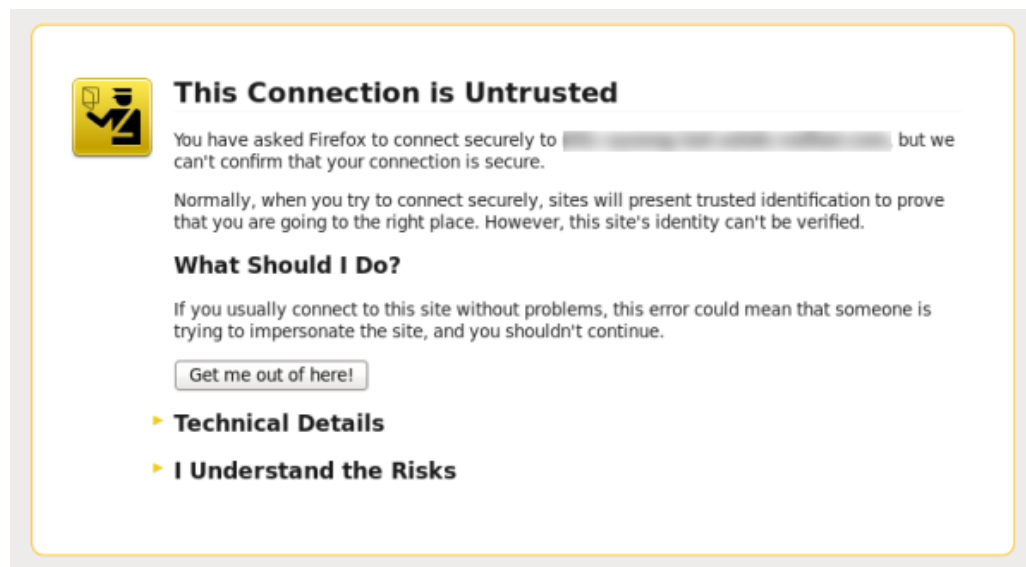 This Connection is Untrusted
You have asked Firefox to connect securely to , but we
can't confirm that your connection is secure.
Normally, when you try to connect securely, sites will present trusted identification to prove
that you are going to the right place. However, this site's identity can't be verified.
What Should I Do?
If you usually connect to this site without problems, this error could mean that someone is
trying to impersonate the site, and you shouldn't continue.
Get me out of here!
Technical Details
I Understand the Risks